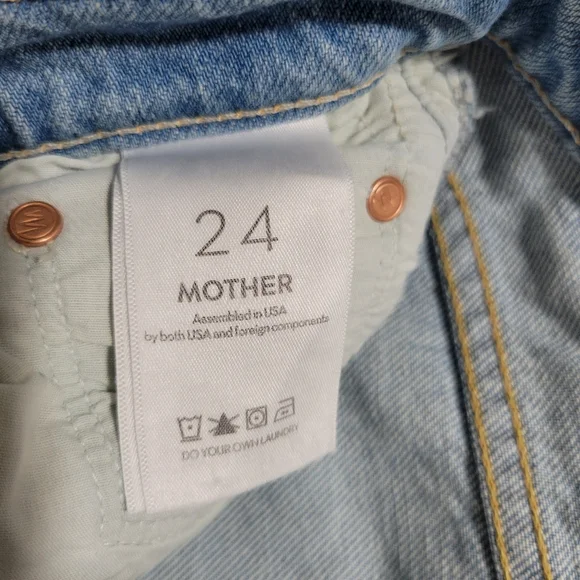 24
MOTHER
Assembled in USA
by both USA and foreign components
DO YOUR OWN LAUNDRY